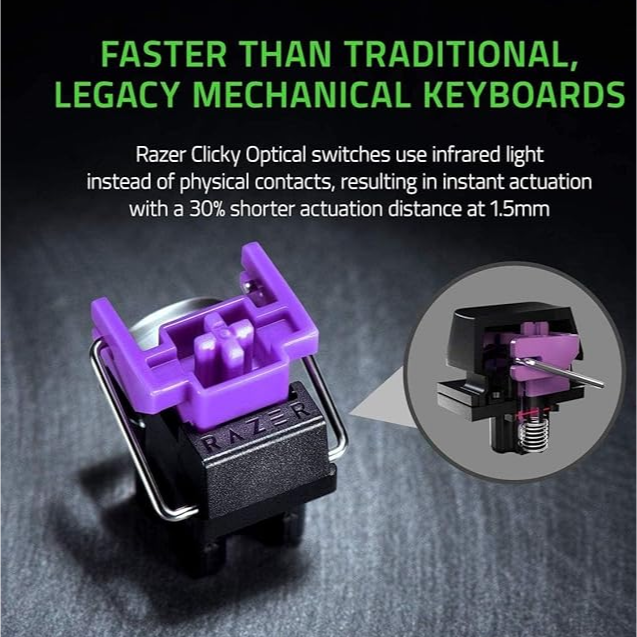 FASTER THAN TRADITIONAL,
LEGACY MECHANICAL KEYBOARDS
Razer Clicky Optical switches use infrared light
instead of physical contacts, resulting in instant actuation
with a 30% shorter actuation distance at 1.5mm
RAZER